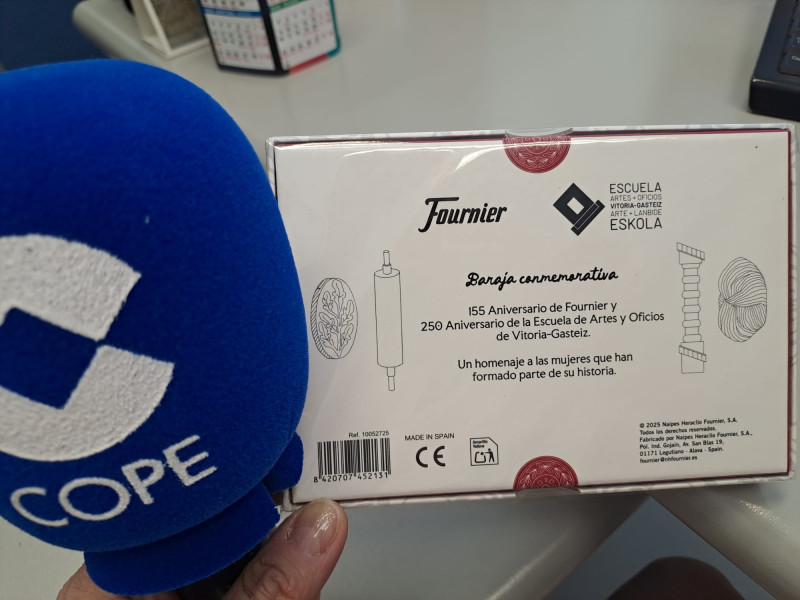 COPE
Fournier
ESCUELA
ARTES + OFICIOS
VITORIA-GASTEIZ
ARTE + LANBIDE
ESKOLA
Baraja conmemorativa
155 Aniversario de Fournier y
250 Aniversario de la Escuela de Artes y Oficios
de Vitoria-Gasteiz.
Un homenaje a las mujeres que han
formado parte de su historia.
Ref. 10052725
8 420707 452131
MADE IN SPAIN
CE
© 2025 Naipes Heraclio Fournier, S.A.
Todos los derechos reservados.
Fabricado por Naipes Heraclio Fournier, S.A.,
Pol. Ind. Gojain, Av. San Blas 19,
01171 Legutiano - Álava - Spain.
fournier@nhfournier.es